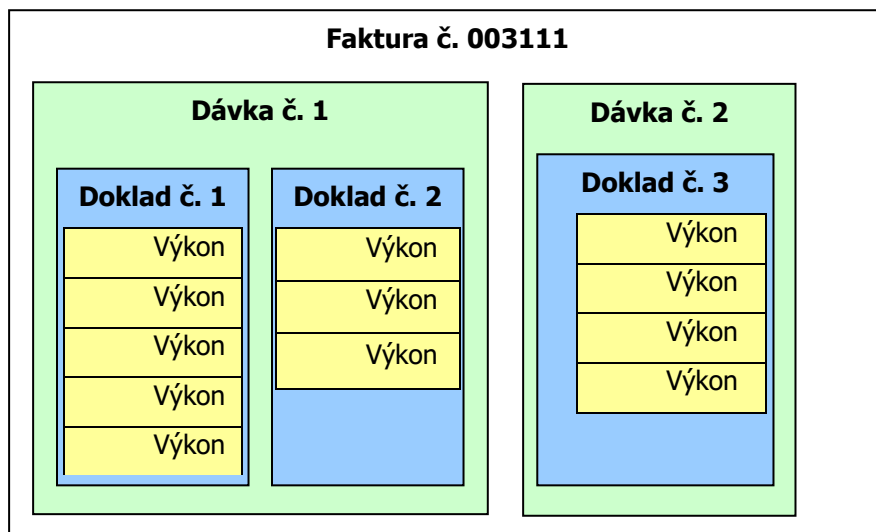 Faktura č. 003111
Dávka č. 1
Doklad č. 1
Výkon
Výkon
Výkon
Výkon
Výkon
Doklad č. 2
Výkon
Výkon
Výkon
Dávka č. 2
Doklad č. 3
Výkon
Výkon
Výkon
Výkon